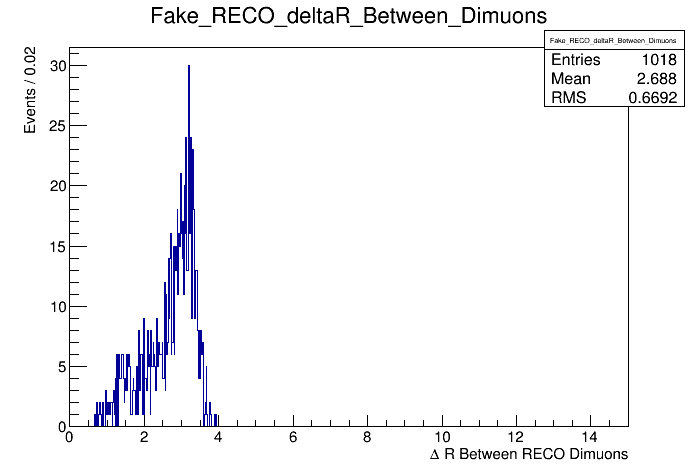 Fake_RECO_deltaR_Between_Dimuons
Fake_RECO_deltaR_Between_Dimuons
Entries 1018
Mean 2.688
RMS 0.6692
Events / 0.02
30
25
20
15
10
5
0
0 2 4 6 8 10 12 14
Δ R Between RECO Dimuons